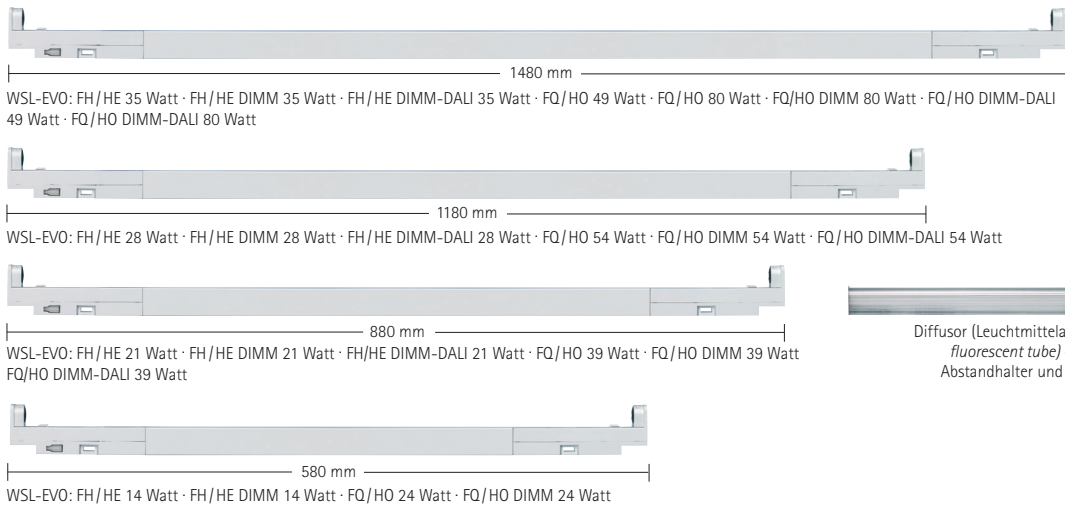 1480 mm
WSL-EVO: FH/HE 35 Watt · FH/HE DIMM 35 Watt · FH/HE DIMM-DALI 35 Watt · FQ/HO 49 Watt · FQ/HO 80 Watt · FQ/HO DIMM 80 Watt · FQ/HO DIMM-DALI
49 Watt · FQ/HO DIMM-DALI 80 Watt
1180 mm
WSL-EVO: FH/HE 28 Watt · FH/HE DIMM 28 Watt · FH/HE DIMM-DALI 28 Watt · FQ/HO 54 Watt · FQ/HO DIMM 54 Watt · FQ/HO DIMM-DALI 54 Watt
880 mm
WSL-EVO: FH/HE 21 Watt · FH/HE DIMM 21 Watt · FH/HE DIMM-DALI 21 Watt · FQ/HO 39 Watt · FQ/HO DIMM 39 Watt
FQ/HO DIMM-DALI 39 Watt
Diffusor (Leuchtmittela
fluorescent tube)
Abstandhalter und
580 mm
WSL-EVO: FH/HE 14 Watt · FH/HE DIMM 14 Watt · FQ/HO 24 Watt · FQ/HO DIMM 24 Watt